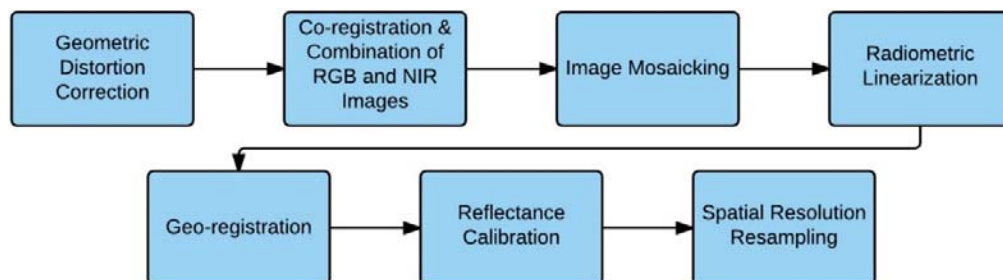 Geometric
Distortion
Correction
Co-registration &
Combination of
RGB and NIR
Images
Image Mosaicking
Radiometric
Linearization
Geo-registration
Reflectance
Calibration
Spatial Resolution
Resampling